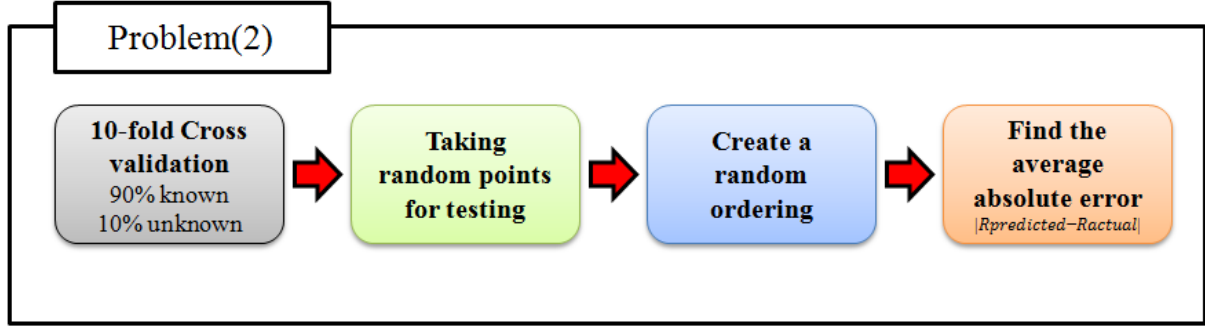 Problem(2)
10-fold Cross
validation
90% known
10% unknown
Taking
random points
for testing
Create a
random
ordering
Find the
average
absolute error
|Rpredicted−Ractual|